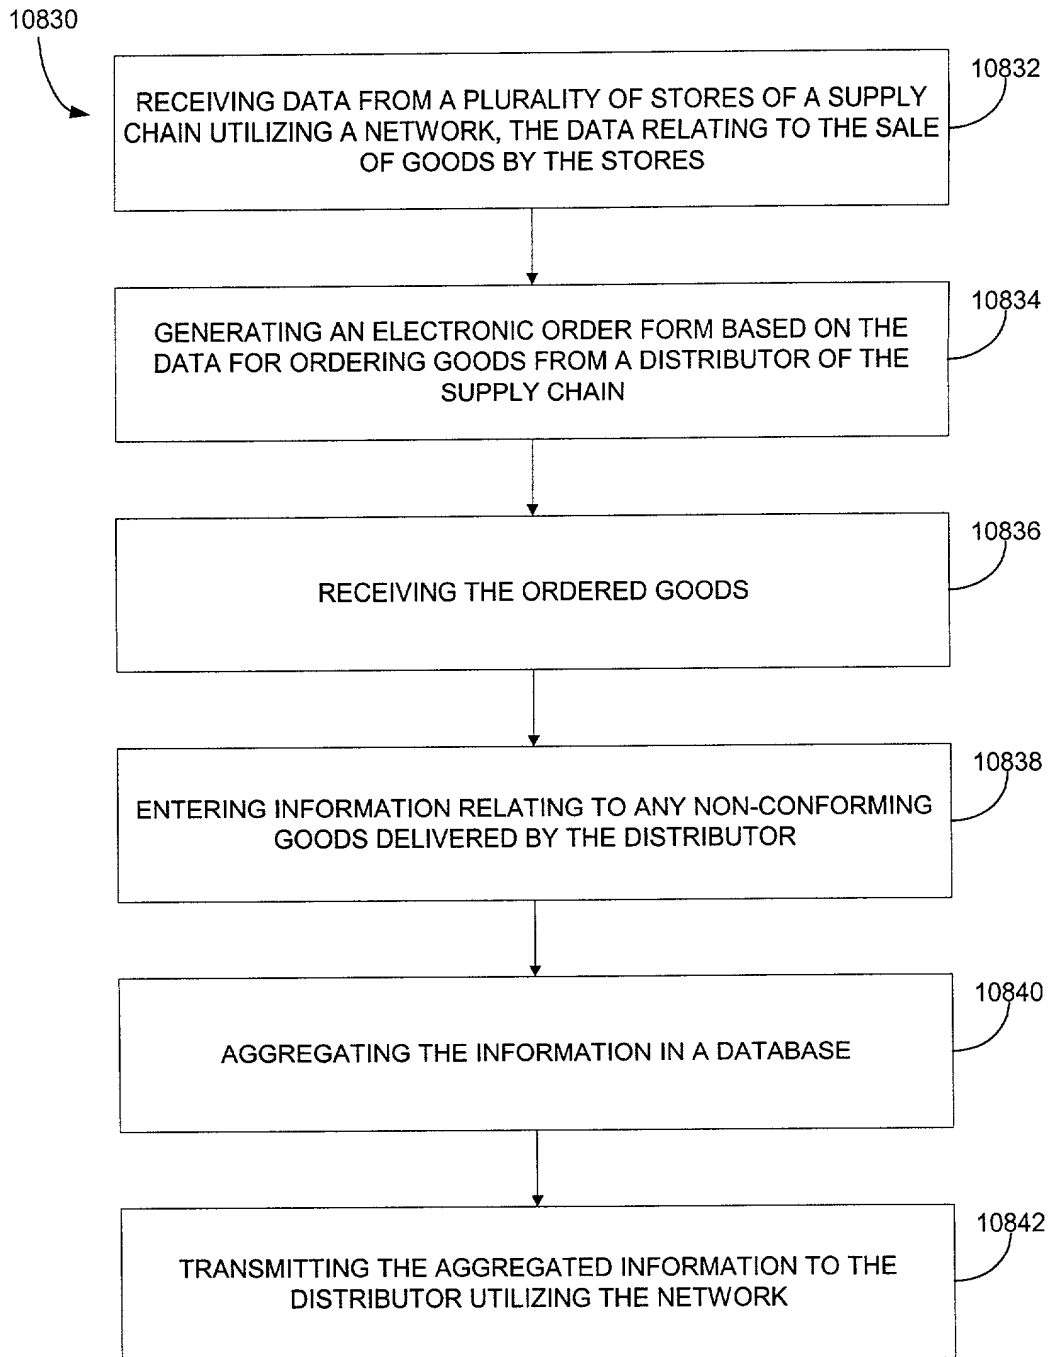 10830
10832
RECEIVING DATA FROM A PLURALITY OF STORES OF A SUPPLY
CHAIN UTILIZING A NETWORK, THE DATA RELATING TO THE SALE
OF GOODS BY THE STORES
10834
GENERATING AN ELECTRONIC ORDER FORM BASED ON THE
DATA FOR ORDERING GOODS FROM A DISTRIBUTOR OF THE
SUPPLY CHAIN
10836
RECEIVING THE ORDERED GOODS
10838
ENTERING INFORMATION RELATING TO ANY NON-CONFORMING
GOODS DELIVERED BY THE DISTRIBUTOR
10840
AGGREGATING THE INFORMATION IN A DATABASE
10842
TRANSMITTING THE AGGREGATED INFORMATION TO THE
DISTRIBUTOR UTILIZING THE NETWORK